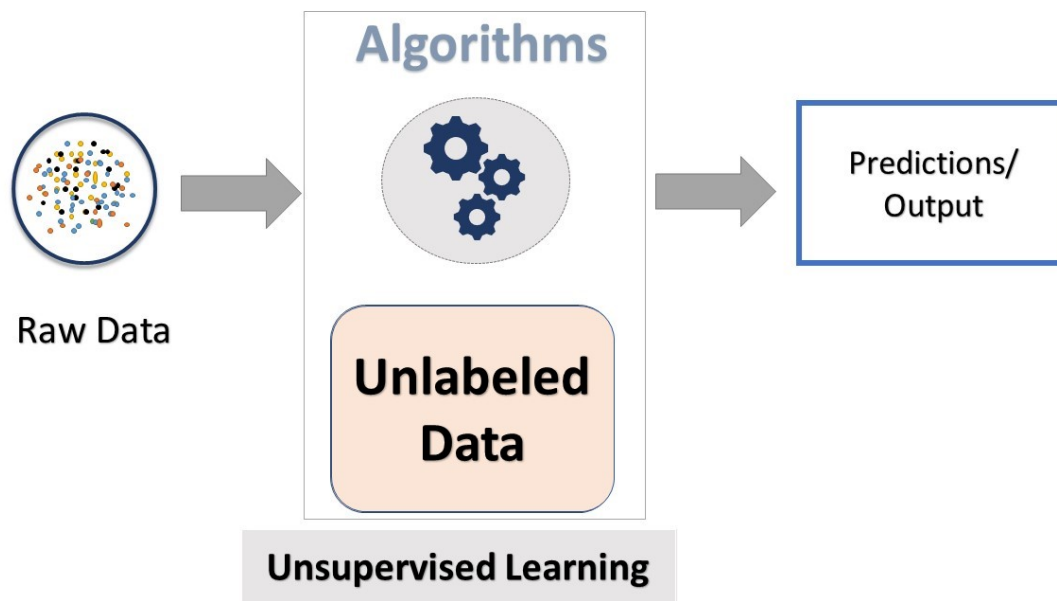 Algorithms
Raw Data
Unlabeled
Data
Predictions/
Output
Unsupervised Learning